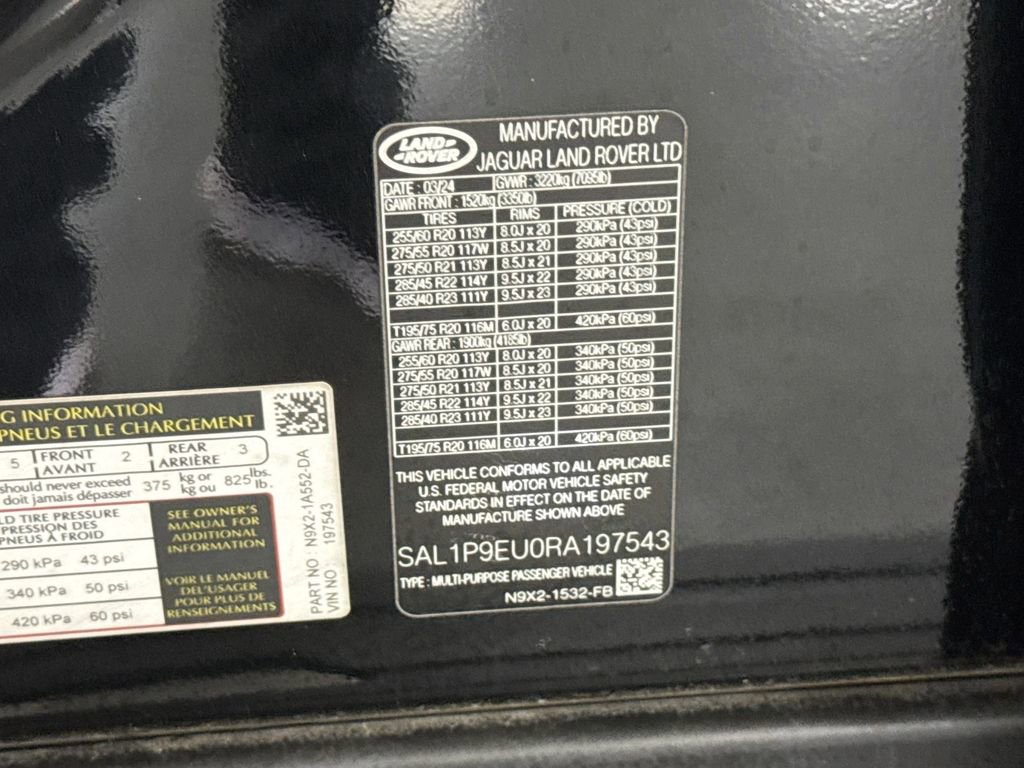 LAND-
-ROVER
MANUFACTURED BY
JAGUAR LAND ROVER LTD
DATE : 03/24 GVWR : 3220kg (7095lb)
GAWR FRONT : 1520kg (3350lb)
TIRES RIMS PRESSURE (COLD)
255/60 R20 113Y 8.0J x 20 290kPa (43psi)
275/55 R20 117W 8.5J x 20 290kPa (43psi)
275/50 R21 113Y 8.5J x 21 290kPa (43psi)
285/45 R22 114Y 9.5J x 22 290kPa (43psi)
285/40 R23 111Y 9.5J x 23 290kPa (43psi)
T195/75 R20 116M 6.0J x 20 420kPa (60psi)
GAWR REAR : 1900kg (4185lb)
255/60 R20 113Y 8.0J x 20 340kPa (50psi)
275/55 R20 117W 8.5J x 20 340kPa (50psi)
275/50 R21 113Y 8.5J x 21 340kPa (50psi)
285/45 R22 114Y 9.5J x 22 340kPa (50psi)
285/40 R23 111Y 9.5J x 23 340kPa (50psi)
T195/75 R20 116M 6.0J x 20 420kPa (60psi)
THIS VEHICLE CONFORMS TO ALL APPLICABLE
U.S. FEDERAL MOTOR VEHICLE SAFETY
STANDARDS IN EFFECT ON THE DATE OF
MANUFACTURE SHOWN ABOVE
SAL1P9EU0RA197543
TYPE : MULTI-PURPOSE PASSENGER VEHICLE
N9X2-1532-FB
G INFORMATION
PNEUS ET LE CHARGEMENT
5 FRONT 2 REAR 3
AVANT ARRIÈRE
should never exceed 375 kg or 825 lbs.
doit jamais dépasser kg ou lb.
LD TIRE PRESSURE
PRESSION DES
PNEUS À FROID
290 kPa 43 psi
340 kPa 50 psi
420 kPa 60 psi
SEE OWNER'S
MANUAL FOR
ADDITIONAL
INFORMATION
VOIR LE MANUEL
DEL'USAGER
POUR PLUS DE
RENSEIGNEMENTS
PART NO : N9X2-1A552-DA
VIN NO : 197543